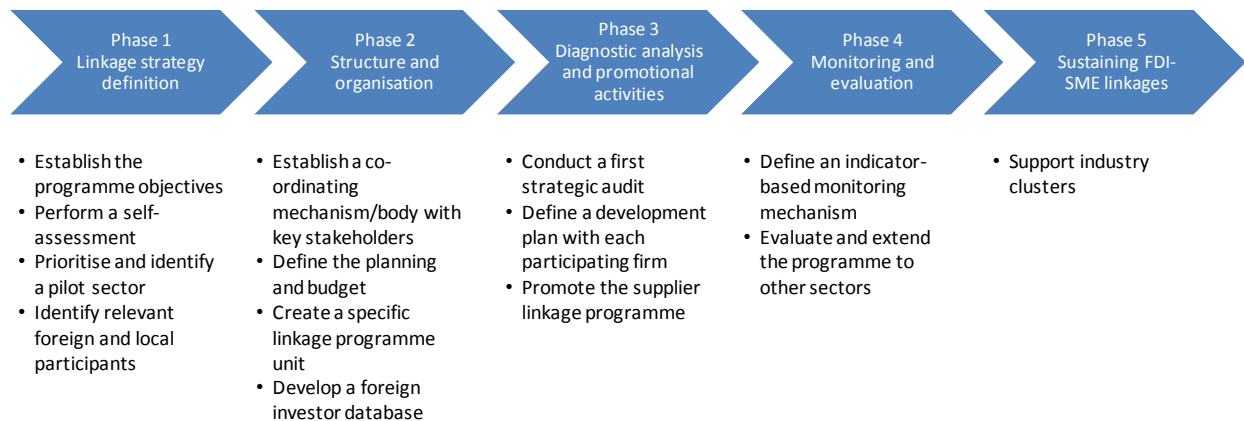 Phase 1
Linkage strategy
definition
Phase 2
Structure and
organisation
Phase 3
Diagnostic analysis
and promotional
activities
Phase 4
Monitoring and
evaluation
Phase 5
Sustaining FDI-
SME linkages
• Establish the
programme objectives
• Perform a self-
assessment
• Prioritise and identify
a pilot sector
• Identify relevant
foreign and local
participants
• Establish a co-
ordinating
mechanism/body with
key stakeholders
• Define the planning
and budget
• Create a specific
linkage programme
unit
• Develop a foreign
investor database
• Conduct a first
strategic audit
• Define a development
plan with each
participating firm
• Promote the supplier
linkage programme
• Define an indicator-
based monitoring
mechanism
• Evaluate and extend
the programme to
other sectors
• Support industry
clusters